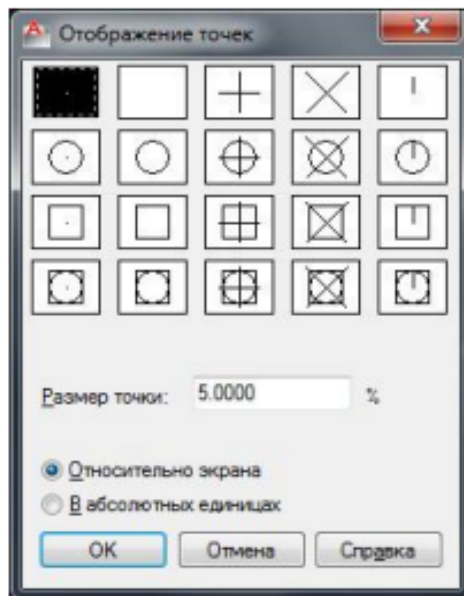 Отображение точек
Размер точки: 5.0000 %
Относительно экрана
В абсолютных единицах
OK Отмена Справка